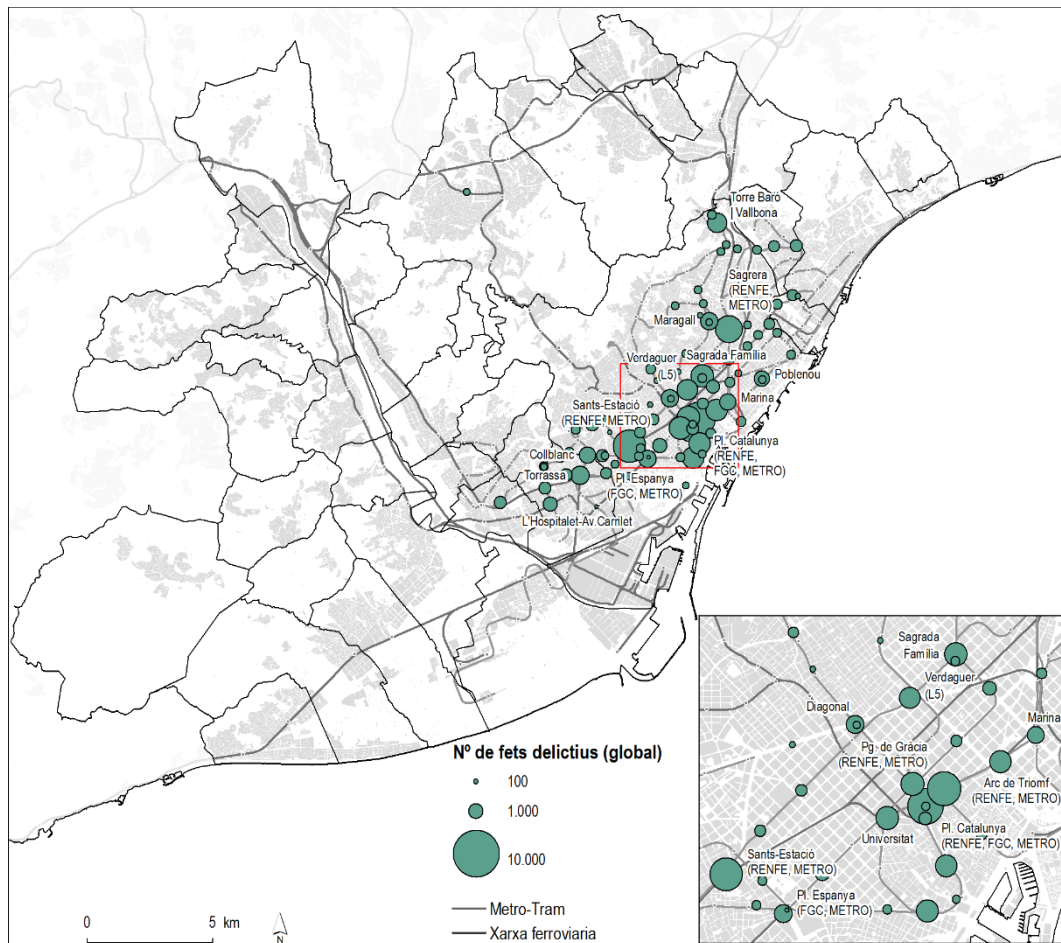 Torre Baró
| Vallbona
Sagrera
(RENFE,
METRO)
Maragall
Verdaguer
(L5)
Sagrada Família
Poblenou
Marina
Sants-Estació
(RENFE, METRO)
Pl. Catalunya
(RENFE,
FGC, METRO)
Collblanc
Torrassa
Pl. Espanya
(FGC, METRO)
L'Hospitalet-Av.Carrilet
Nº de fets delictius (global)
100
1.000
10.000
Metro-Tram
Xarxa ferroviaria
0 5 km
N
Sagrada
Família
Verdaguer
(L5)
Diagonal
Marina
Pg. de Gràcia
(RENFE, METRO)
Arc de Triomf
(RENFE, METRO)
Universitat
Pl. Catalunya
(RENFE, FGC, METRO)
Sants-Estació
(RENFE, METRO)
Pl. Espanya
(FGC, METRO)